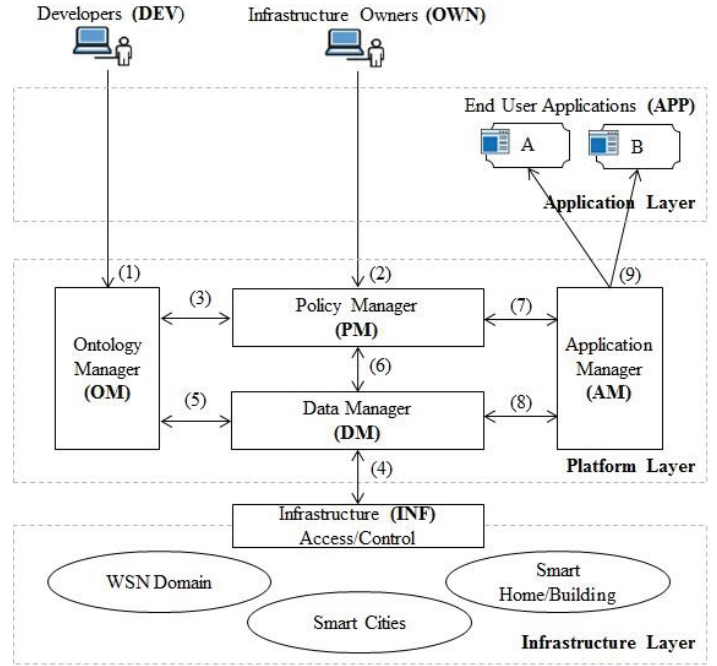 Developers (DEV)
Infrastructure Owners (OWN)
End User Applications (APP)
A
B
Application Layer
(1)
(2)
(9)
(3)
Policy Manager
(PM)
(7)
Ontology
Manager
(OM)
(6)
Application
Manager
(AM)
(5)
Data Manager
(DM)
(8)
(4)
Platform Layer
Infrastructure (INF)
Access/Control
WSN Domain
Smart
Home/Building
Smart Cities
Infrastructure Layer